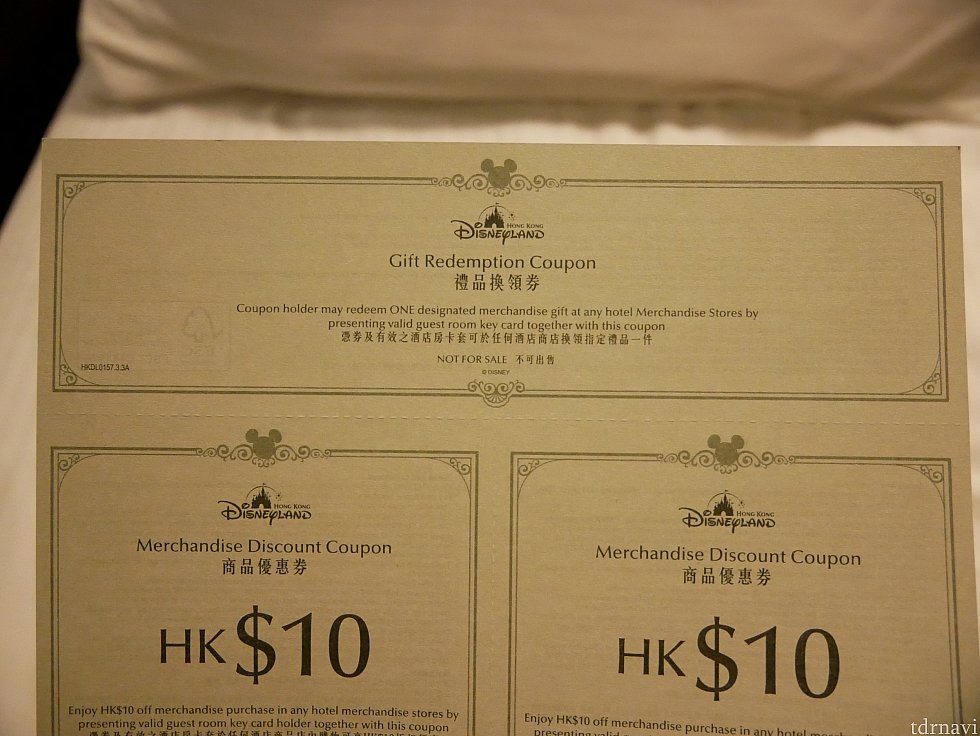 HONG KONG
DISNEYLAND
Gift Redemption Coupon
禮品換領券
Coupon holder may redeem ONE designated merchandise gift at any hotel Merchandise Stores by
presenting valid guest room key card together with this coupon
憑券及有效之酒店房卡套可於任何酒店商店換領指定禮品一件
NOT FOR SALE 不可出售
© DISNEY
HKDL0157.3.3A
HONG KONG
DISNEYLAND
Merchandise Discount Coupon
商品優惠券
HK$10
Enjoy HK$10 off merchandise purchase in any hotel merchandise stores by
presenting valid guest room key card holder together with this coupon
HONG KONG
DISNEYLAND
Merchandise Discount Coupon
商品優惠券
HK$10
Enjoy HK$10 off merchandise purchase in any hotel
presenting valid
tdrnavi